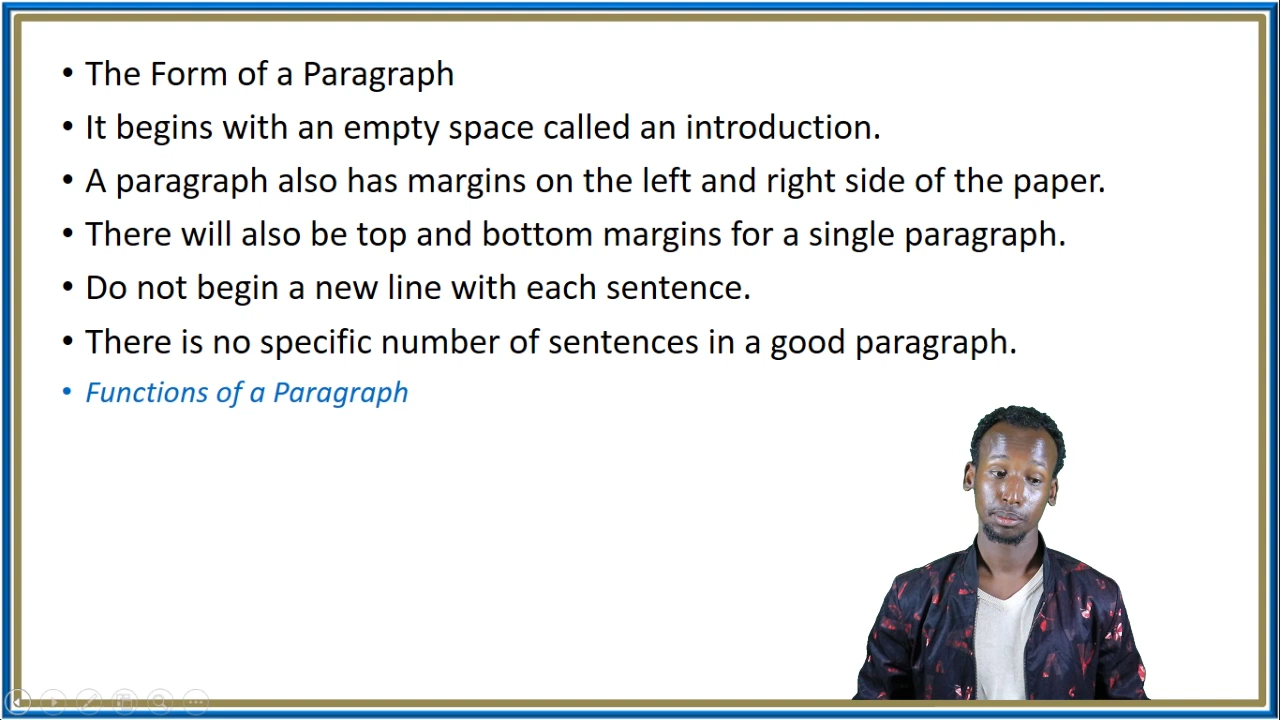 • The Form of a Paragraph
• It begins with an empty space called an introduction.
• A paragraph also has margins on the left and right side of the paper.
• There will also be top and bottom margins for a single paragraph.
• Do not begin a new line with each sentence.
• There is no specific number of sentences in a good paragraph.
• Functions of a Paragraph